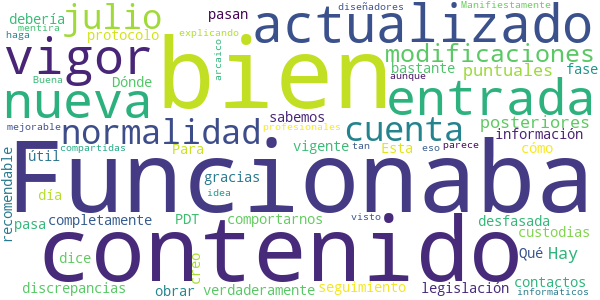 debería julio pasan diseñadores Manifiestamente
mentira protocolo explicando actualizado
haga vigor bien modificaciones
Buena Dónde arcaico bastante puntuales fase
nueva aunque entrada
mejorable normalidad sabemos profesionales cuenta posteriores
compartidas información
recomendable útil Para vigente Esta tan eso parece cómo
Funcionaba
día gracias idea
pasa completamente PDT comportarnos visto desfasada custodias
contenido
dice creo Qué Hay
discrepancias obrar verdaderamente seguimiento legislación contactos
informáticos